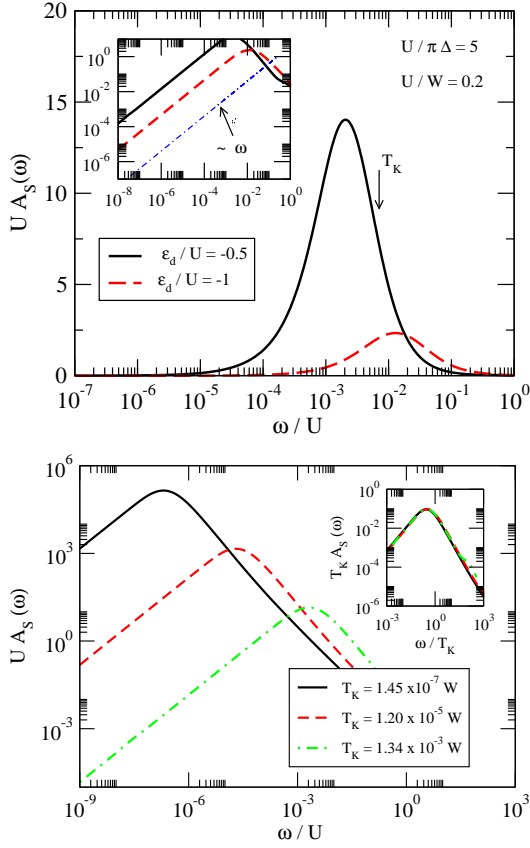 20
15
10
5
0
U A_S(ω)
U / π Δ = 5
U / W = 0.2
T_K
10^0
10^-2
10^-4
10^-6
~ ω
10^-8 10^-6 10^-4 10^-2 10^0
ε_d / U = -0.5
ε_d / U = -1
10^-7 10^-6 10^-5 10^-4 10^-3 10^-2 10^-1 10^0
ω / U
10^6
10^3
10^0
10^-3
U A_S(ω)
10^0
10^-2
10^-4
10^-6
T_K A_S(ω)
10^-3 10^0 10^3
ω / T_K
T_K = 1.45 x10^-7 W
T_K = 1.20 x 10^-5 W
T_K = 1.34 x 10^-3 W
10^-9 10^-6 10^-3 10^0 10^3
ω / U